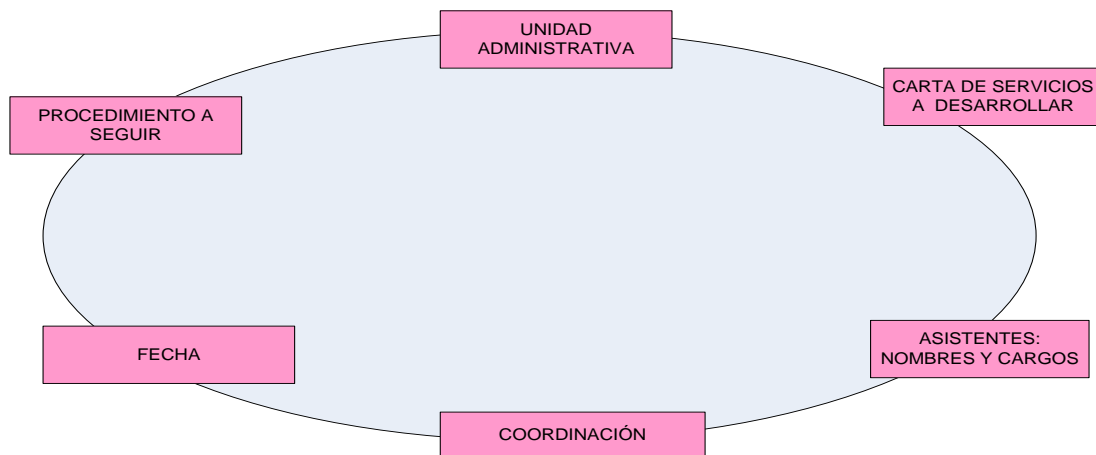 UNIDAD
ADMINISTRATIVA
CARTA DE SERVICIOS
A DESARROLLAR
PROCEDIMIENTO A
SEGUIR
ASISTENTES:
NOMBRES Y CARGOS
FECHA
COORDINACIÓN